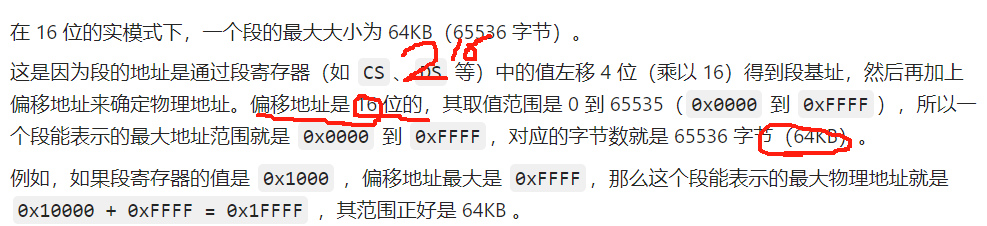 在 16 位的实模式下，一个段的最大大小为 64KB（65536 字节）。
2 16
这是因为段的地址是通过段寄存器（如 CS 、 DS 等）中的值左移 4 位（乘以 16）得到段基址，然后再加上
偏移地址来确定物理地址。偏移地址是 16 位的，其取值范围是 0 到 65535（ 0x0000 到 0xFFFF ），所以一
个段能表示的最大地址范围就是 0x0000 到 0xFFFF ，对应的字节数就是 65536 字节（64KB）。
例如，如果段寄存器的值是 0x1000 ，偏移地址最大是 0xFFFF ，那么这个段能表示的最大物理地址就是
0x10000 + 0xFFFF = 0x1FFFF ，其范围正好是 64KB 。